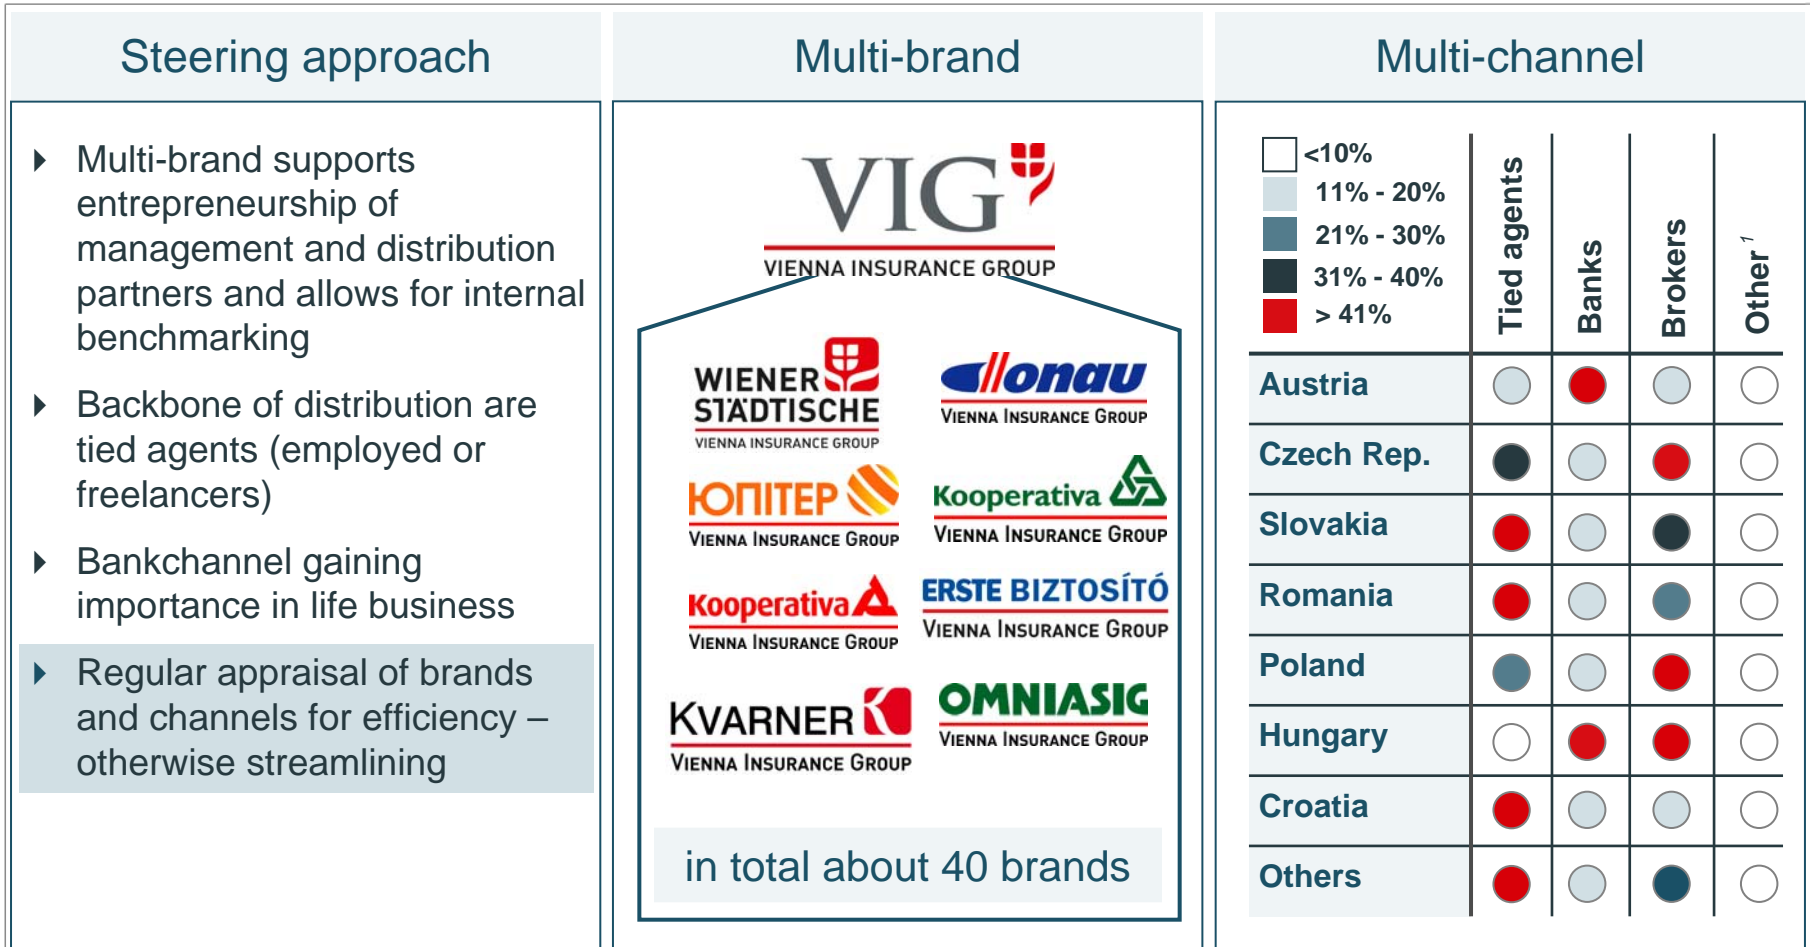 Steering approach
Multi-brand supports
entrepreneurship of
management and distribution
partners and allows for internal
benchmarking
Backbone of distribution are
tied agents (employed or
freelancers)
Bankchannel gaining
importance in life business
Regular appraisal of brands
and channels for efficiency –
otherwise streamlining
Multi-brand
VIG
VIENNA INSURANCE GROUP
WIENER
STÄDTISCHE
VIENNA INSURANCE GROUP
Donau
VIENNA INSURANCE GROUP
ЮПІТЕР
VIENNA INSURANCE GROUP
Kooperativa
VIENNA INSURANCE GROUP
Kooperativa
VIENNA INSURANCE GROUP
ERSTE BIZTOSÍTÓ
VIENNA INSURANCE GROUP
KVARNER
VIENNA INSURANCE GROUP
OMNIASIG
VIENNA INSURANCE GROUP
in total about 40 brands
Multi-channel
<10%
11% - 20%
21% - 30%
31% - 40%
> 41%
Tied agents
Banks
Brokers
Other 1
Austria
Czech Rep.
Slovakia
Romania
Poland
Hungary
Croatia
Others